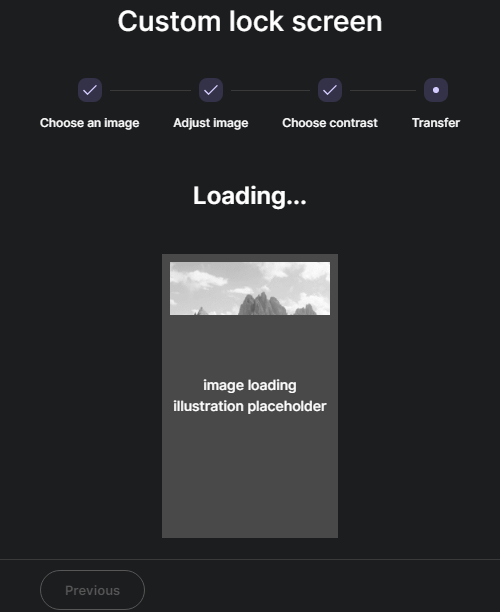 Custom lock screen
Choose an image
Adjust image
Choose contrast
Transfer
Loading...
image loading
illustration placeholder
Previous